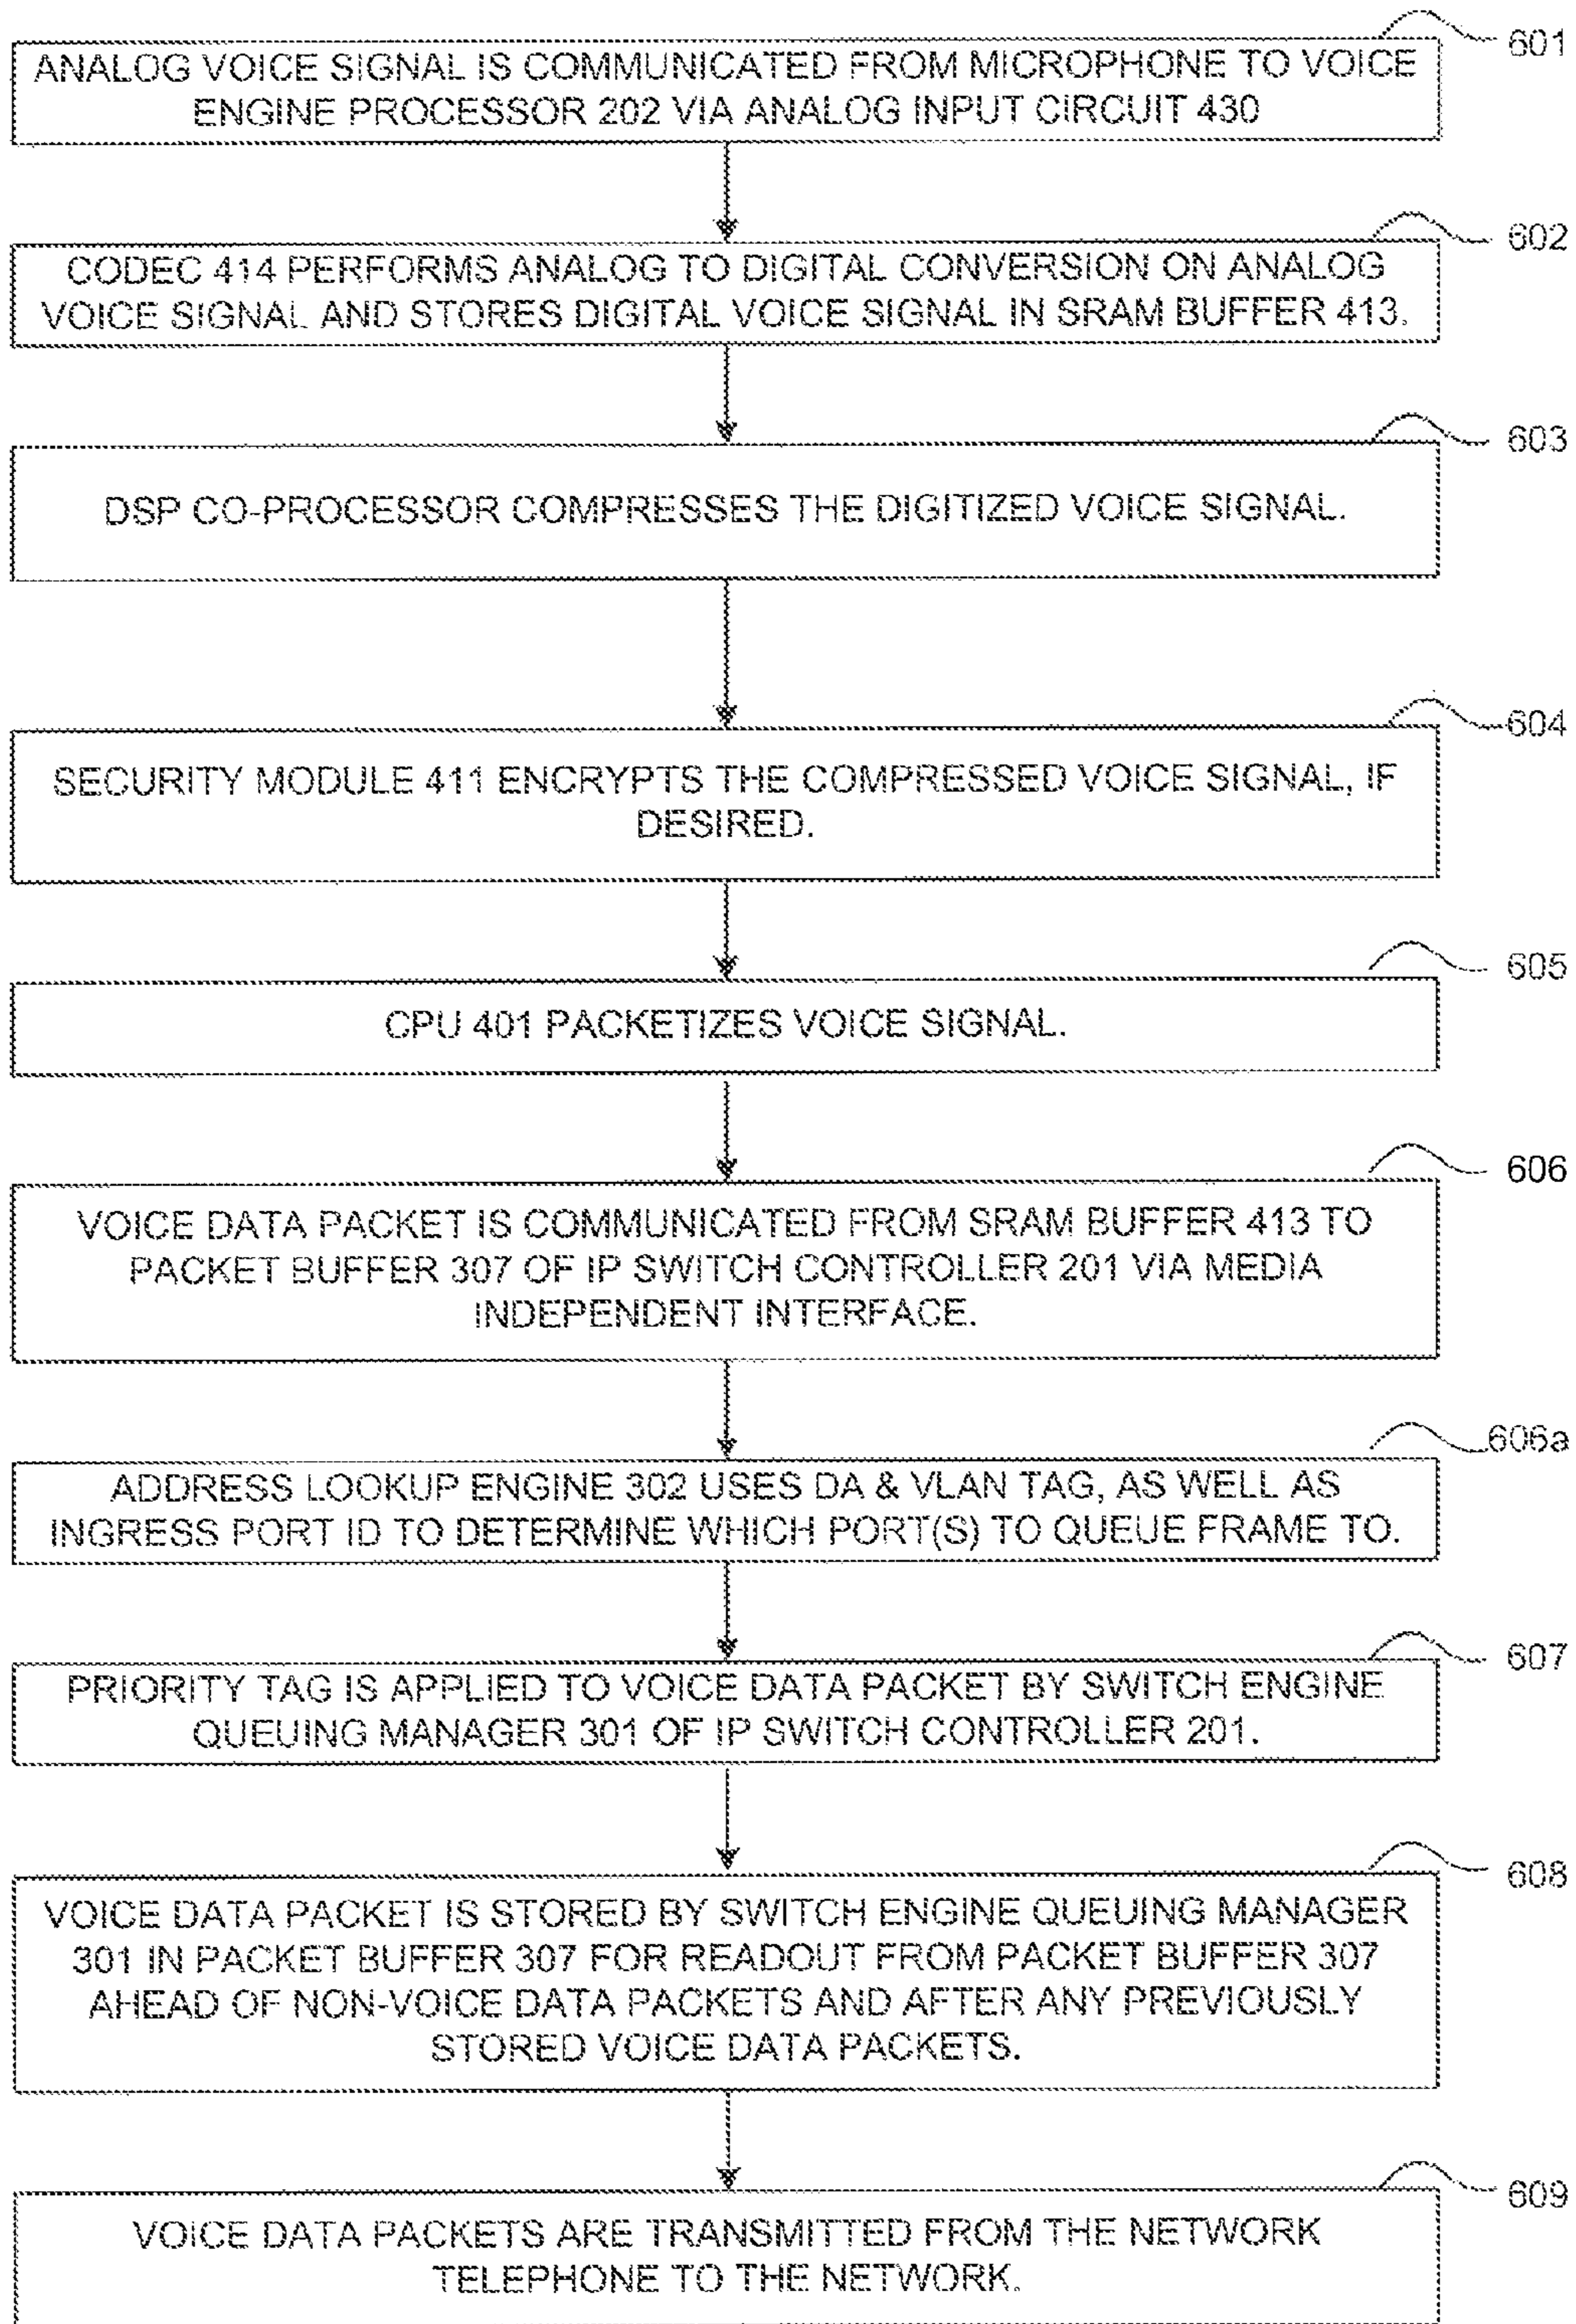 601
ANALOG VOICE SIGNAL IS COMMUNICATED FROM MICROPHONE TO VOICE
ENGINE PROCESSOR 202 VIA ANALOG INPUT CIRCUIT 430
602
CODEC 414 PERFORMS ANALOG TO DIGITAL CONVERSION ON ANALOG
VOICE SIGNAL AND STORES DIGITAL VOICE SIGNAL IN SRAM BUFFER 413.
603
DSP CO-PROCESSOR COMPRESSES THE DIGITIZED VOICE SIGNAL.
604
SECURITY MODULE 411 ENCRYPTS THE COMPRESSED VOICE SIGNAL, IF
DESIRED.
605
CPU 401 PACKETIZES VOICE SIGNAL.
606
VOICE DATA PACKET IS COMMUNICATED FROM SRAM BUFFER 413 TO
PACKET BUFFER 307 OF IP SWITCH CONTROLLER 201 VIA MEDIA
INDEPENDENT INTERFACE.
606a
ADDRESS LOOKUP ENGINE 302 USES DA & VLAN TAG, AS WELL AS
INGRESS PORT ID TO DETERMINE WHICH PORT(S) TO QUEUE FRAME TO.
607
PRIORITY TAG IS APPLIED TO VOICE DATA PACKET BY SWITCH ENGINE
QUEUING MANAGER 301 OF IP SWITCH CONTROLLER 201.
608
VOICE DATA PACKET IS STORED BY SWITCH ENGINE QUEUING MANAGER
301 IN PACKET BUFFER 307 FOR READOUT FROM PACKET BUFFER 307
AHEAD OF NON-VOICE DATA PACKETS AND AFTER ANY PREVIOUSLY
STORED VOICE DATA PACKETS.
609
VOICE DATA PACKETS ARE TRANSMITTED FROM THE NETWORK
TELEPHONE TO THE NETWORK.